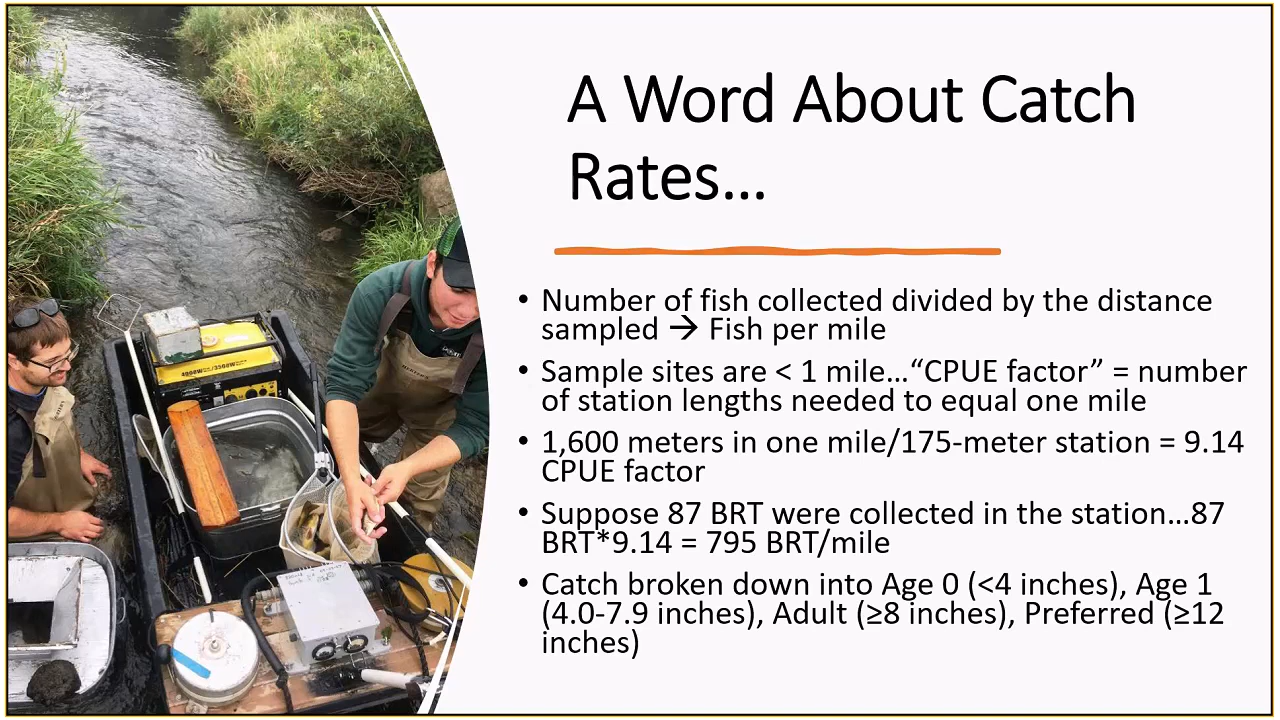 A Word About Catch
Rates...
• Number of fish collected divided by the distance
sampled → Fish per mile
• Sample sites are < 1 mile...“CPUE factor” = number
of station lengths needed to equal one mile
• 1,600 meters in one mile/175-meter station = 9.14
CPUE factor
• Suppose 87 BRT were collected in the station...87
BRT*9.14 = 795 BRT/mile
• Catch broken down into Age 0 (<4 inches), Age 1
(4.0-7.9 inches), Adult (≥8 inches), Preferred (≥12
inches)